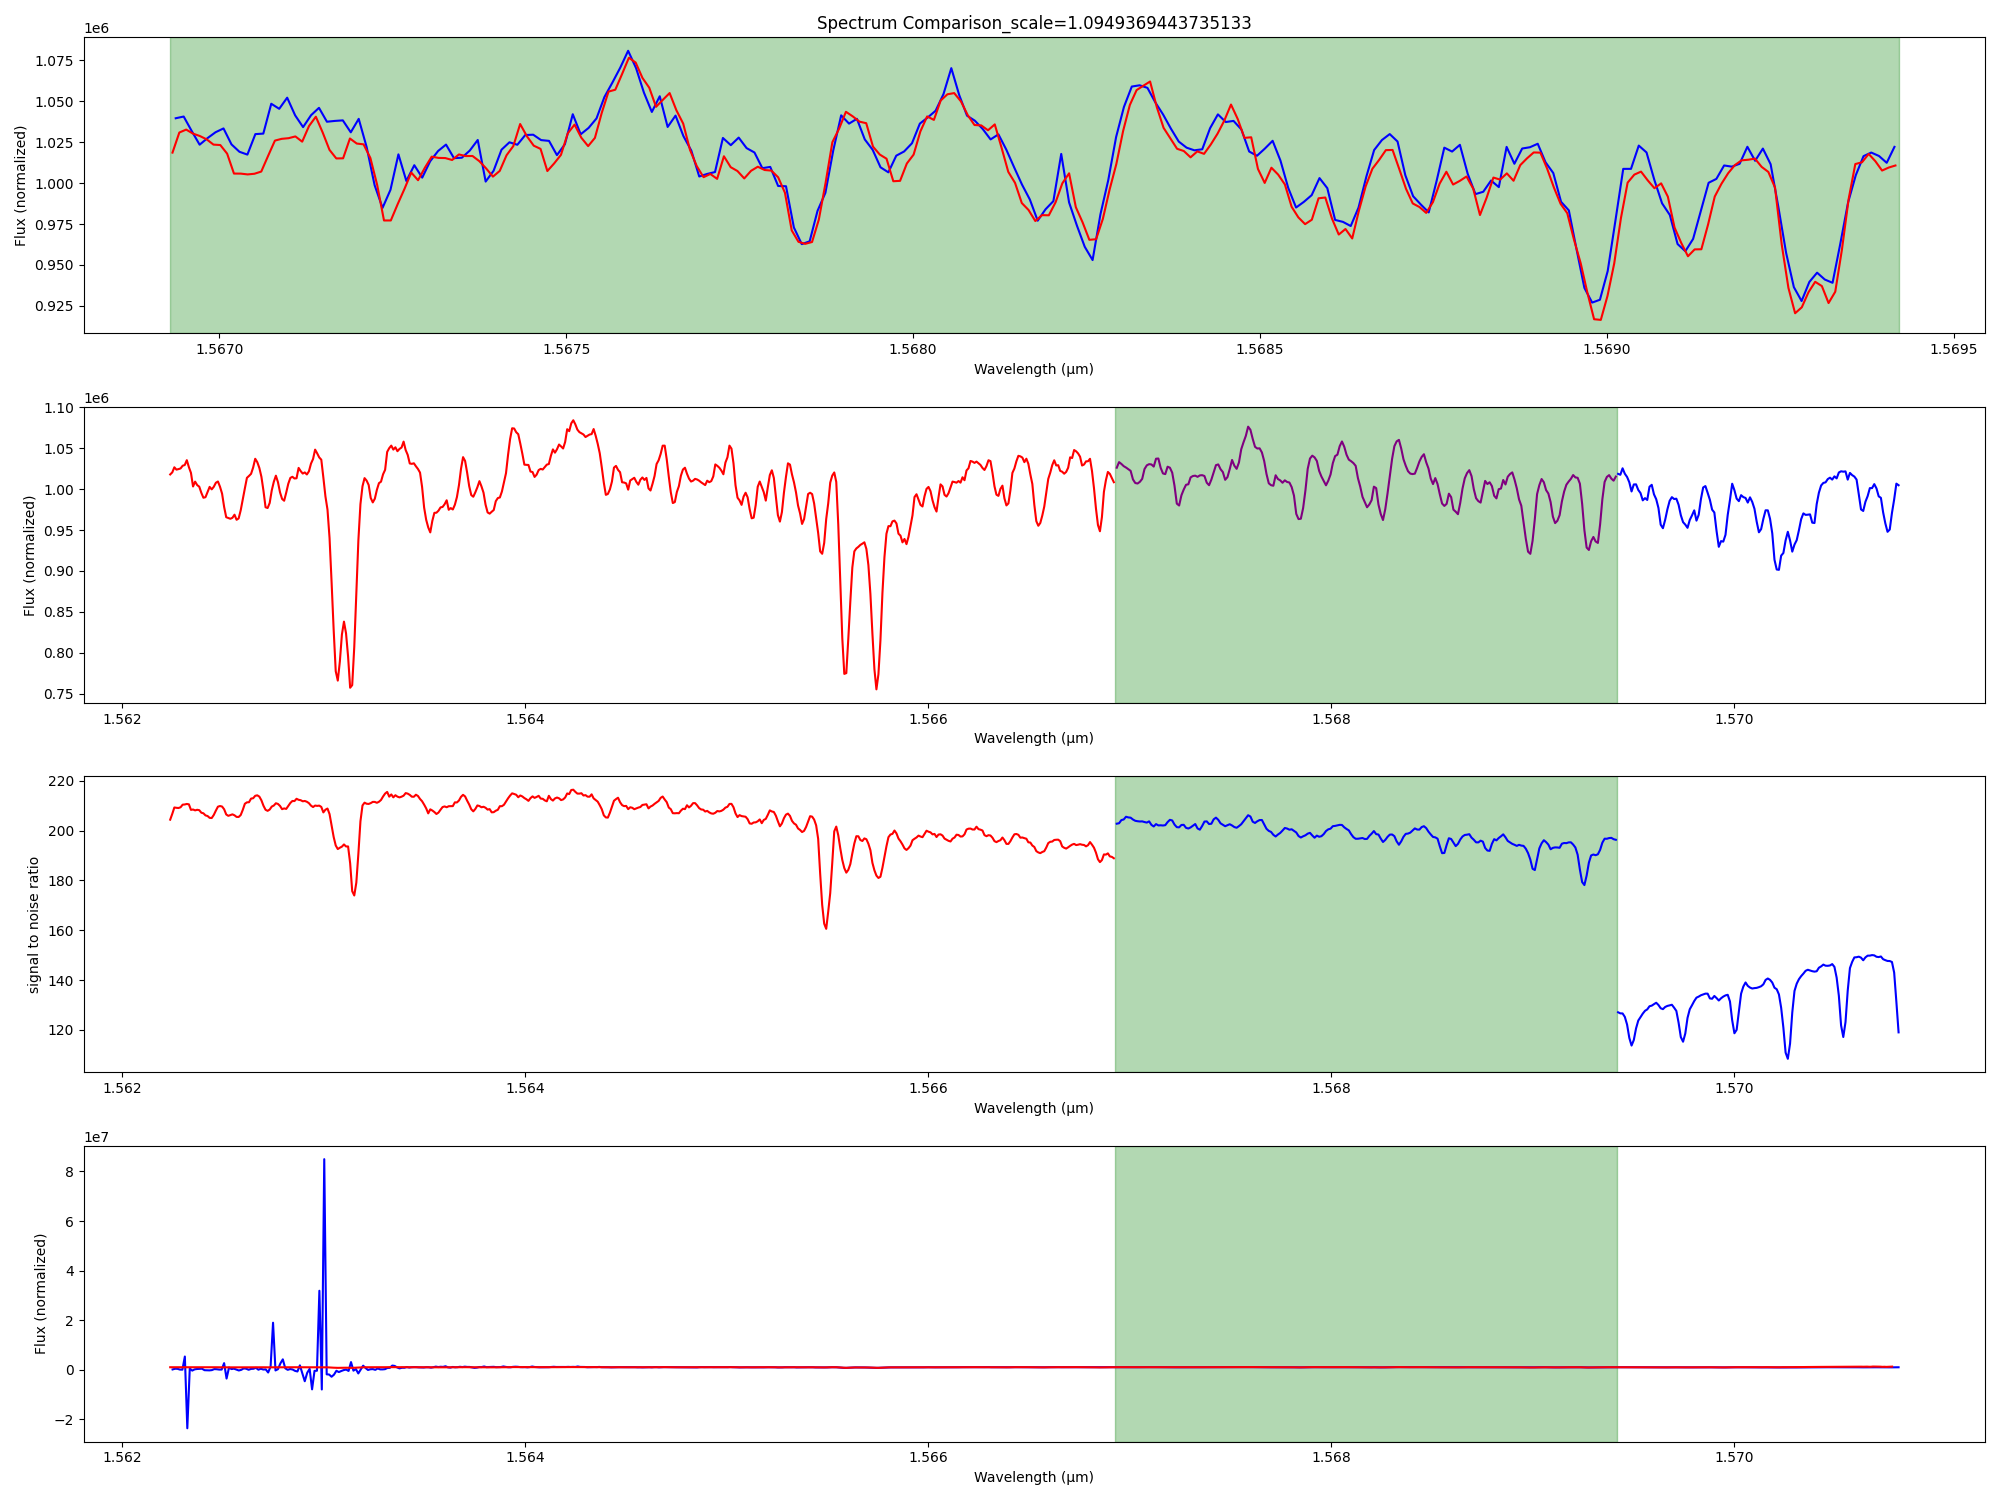 Spectrum Comparison_scale=1.0949369443735133
1e6
1.075
1.050
1.025
1.000
0.975
0.950
0.925
Flux (normalized)
1.5670 1.5675 1.5680 1.5685 1.5690 1.5695
Wavelength (μm)
1e6
1.10
1.05
1.00
0.95
0.90
0.85
0.80
0.75
Flux (normalized)
1.562 1.564 1.566 1.568 1.570
Wavelength (μm)
220
200
180
160
140
120
signal to noise ratio
1.562 1.564 1.566 1.568 1.570
Wavelength (μm)
1e7
8
6
4
2
0
−2
Flux (normalized)
1.562 1.564 1.566 1.568 1.570
Wavelength (μm)